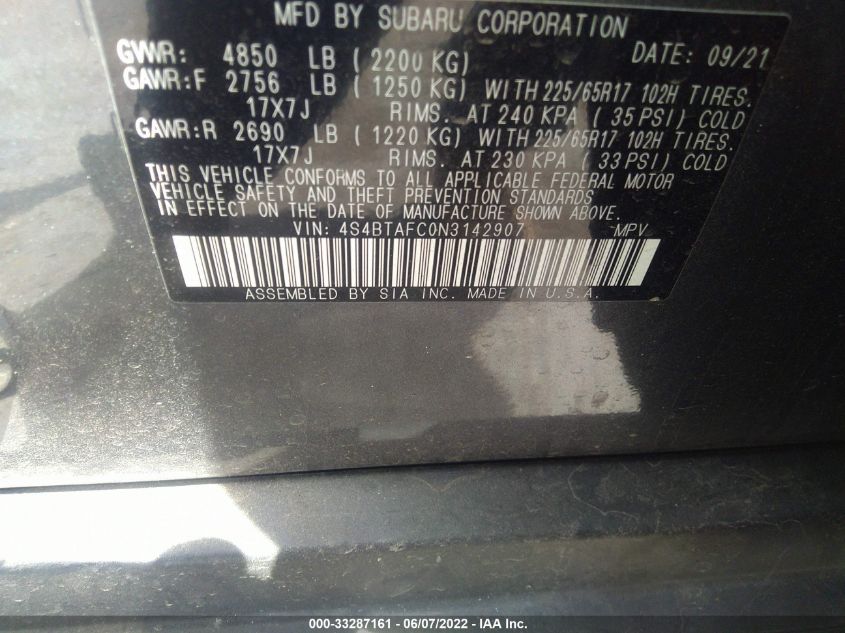 MFD BY SUBARU CORPORATION
GVWR: 4850 LB ( 2200 KG) DATE: 09/21
GAWR:F 2756 LB ( 1250 KG) WITH 225/65R17 102H TIRES.
17X7J RIMS. AT 240 KPA ( 35 PSI) COLD
GAWR:R 2690 LB ( 1220 KG) WITH 225/65R17 102H TIRES.
17X7J RIMS. AT 230 KPA ( 33 PSI) COLD
THIS VEHICLE CONFORMS TO ALL APPLICABLE FEDERAL MOTOR
VEHICLE SAFETY AND THEFT PREVENTION STANDARDS
IN EFFECT ON THE DATE OF MANUFACTURE SHOWN ABOVE.
VIN: 4S4BTAFC0N3142907 MPV
ASSEMBLED BY SIA INC. MADE IN U.S.A.
000-33287161 - 06/07/2022 - IAA Inc.